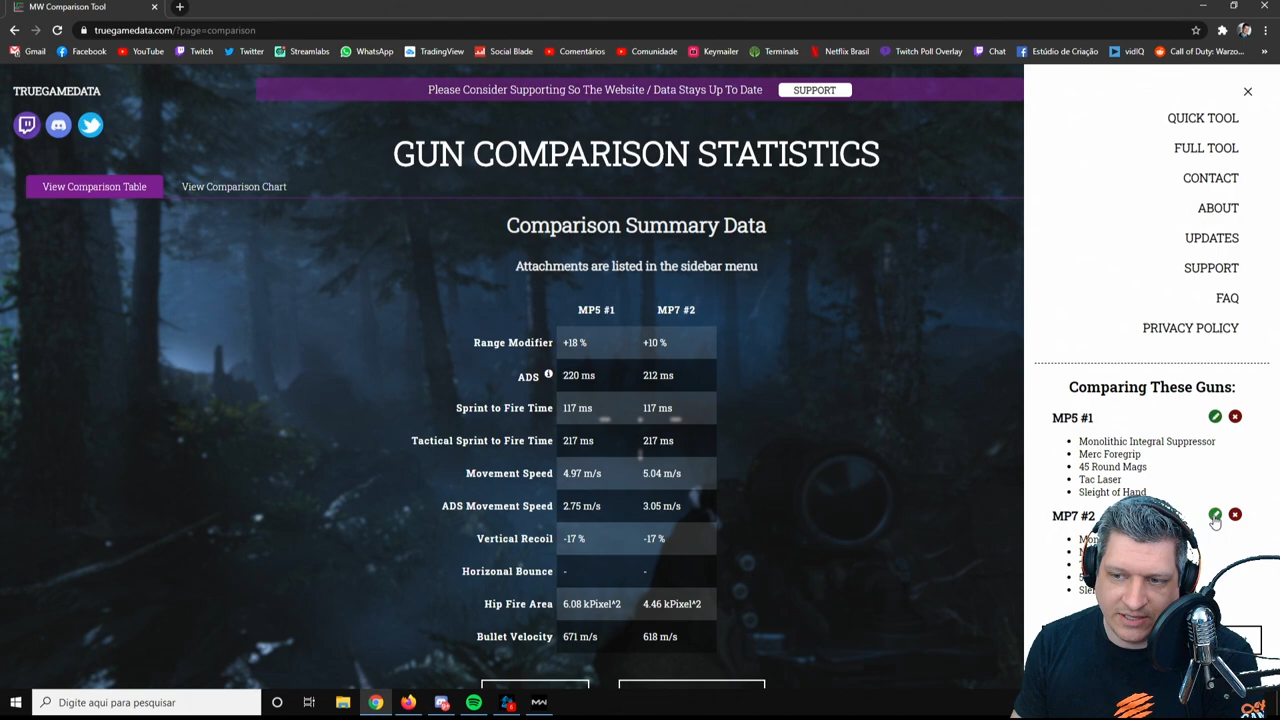 MW Comparison Tool
truegamedata.com/?page=comparison
Gmail Facebook YouTube Twitch Twitter Streamlabs WhatsApp TradingView Social Blade Comentários Comunidade Keymailer Terminals Netflix Brasil Twitch Poll Overlay Chat Estúdio de Criação vidIQ Call of Duty: Warzo...
TRUEGAMEDATA
Please Consider Supporting So The Website / Data Stays Up To Date SUPPORT
GUN COMPARISON STATISTICS
View Comparison Table View Comparison Chart
Comparison Summary Data
Attachments are listed in the sidebar menu
MP5 #1 MP7 #2
Range Modifier +18 % +10 %
ADS 220 ms 212 ms
Sprint to Fire Time 117 ms 117 ms
Tactical Sprint to Fire Time 217 ms 217 ms
Movement Speed 4.97 m/s 5.04 m/s
ADS Movement Speed 2.75 m/s 3.05 m/s
Vertical Recoil -17 % -17 %
Horizonal Bounce - -
Hip Fire Area 6.08 kPixel^2 4.46 kPixel^2
Bullet Velocity 671 m/s 618 m/s
QUICK TOOL
FULL TOOL
CONTACT
ABOUT
UPDATES
SUPPORT
FAQ
PRIVACY POLICY
Comparing These Guns:
MP5 #1
Monolithic Integral Suppressor
Merc Foregrip
45 Round Mags
Tac Laser
Sleight of Hand
MP7 #2
Digite aqui para pesquisar